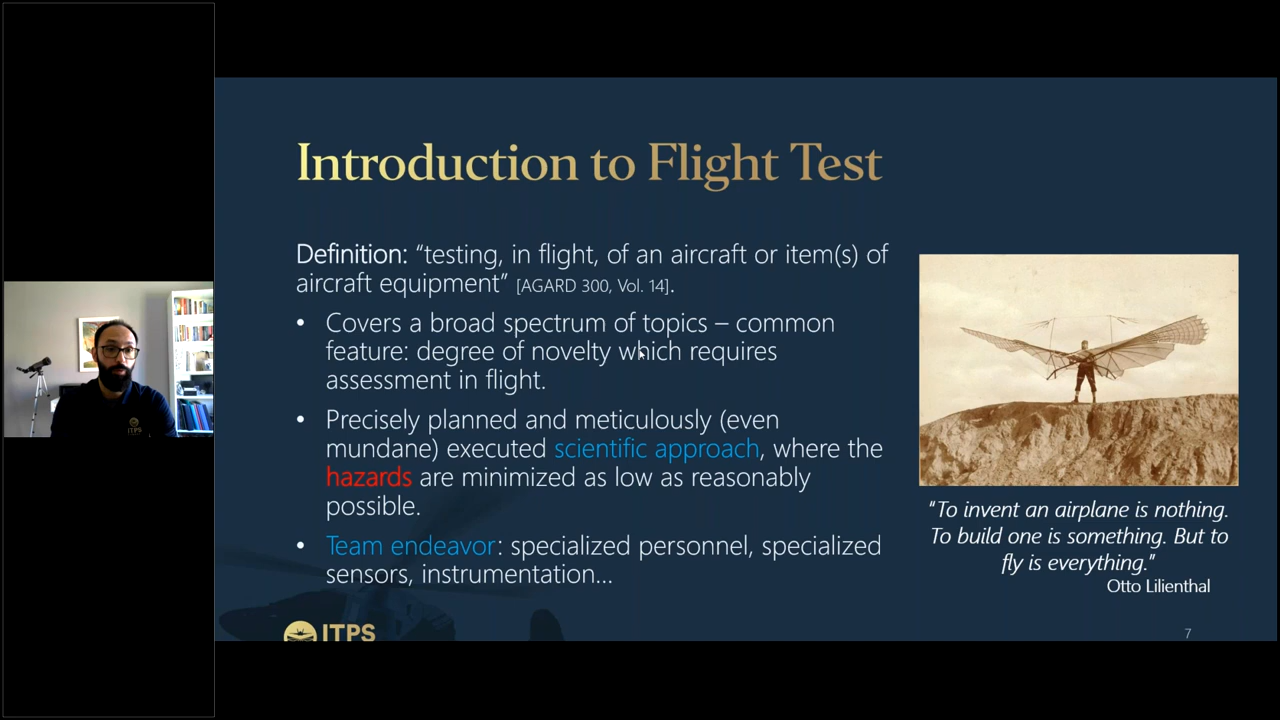 Introduction to Flight Test
Definition: “testing, in flight, of an aircraft or item(s) of
aircraft equipment” [AGARD 300, Vol. 14].
• Covers a broad spectrum of topics – common
feature: degree of novelty which requires
assessment in flight.
• Precisely planned and meticulously (even
mundane) executed scientific approach, where the
hazards are minimized as low as reasonably
possible.
• Team endeavor: specialized personnel, specialized
sensors, instrumentation...
"To invent an airplane is nothing.
To build one is something. But to
fly is everything."
Otto Lilienthal
ITPS
7
ITPS